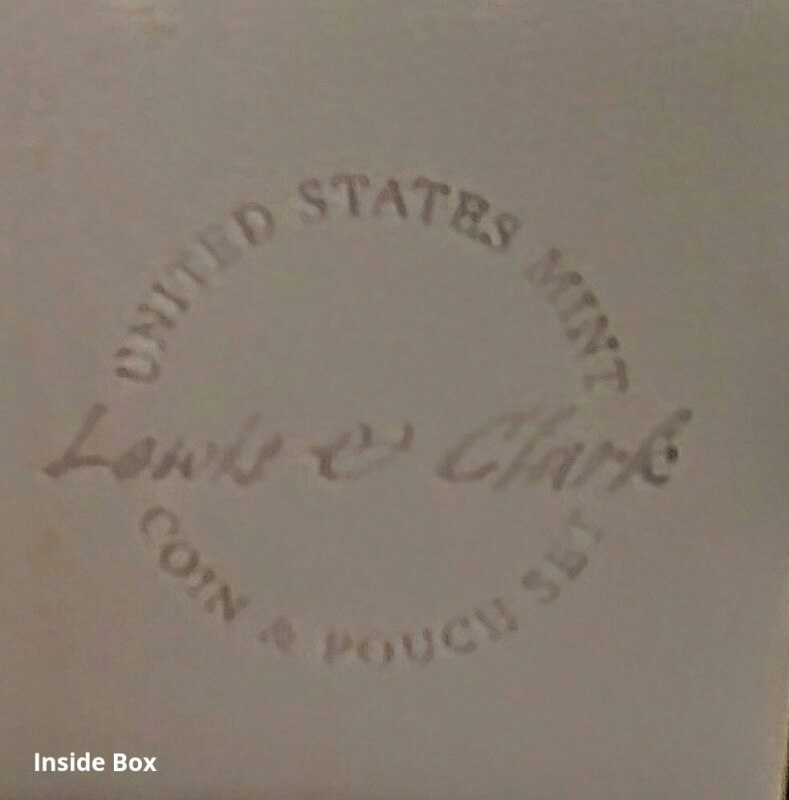 UNITED STATES MINT
Lewis & Clark
COIN & POUCH SET
Inside Box